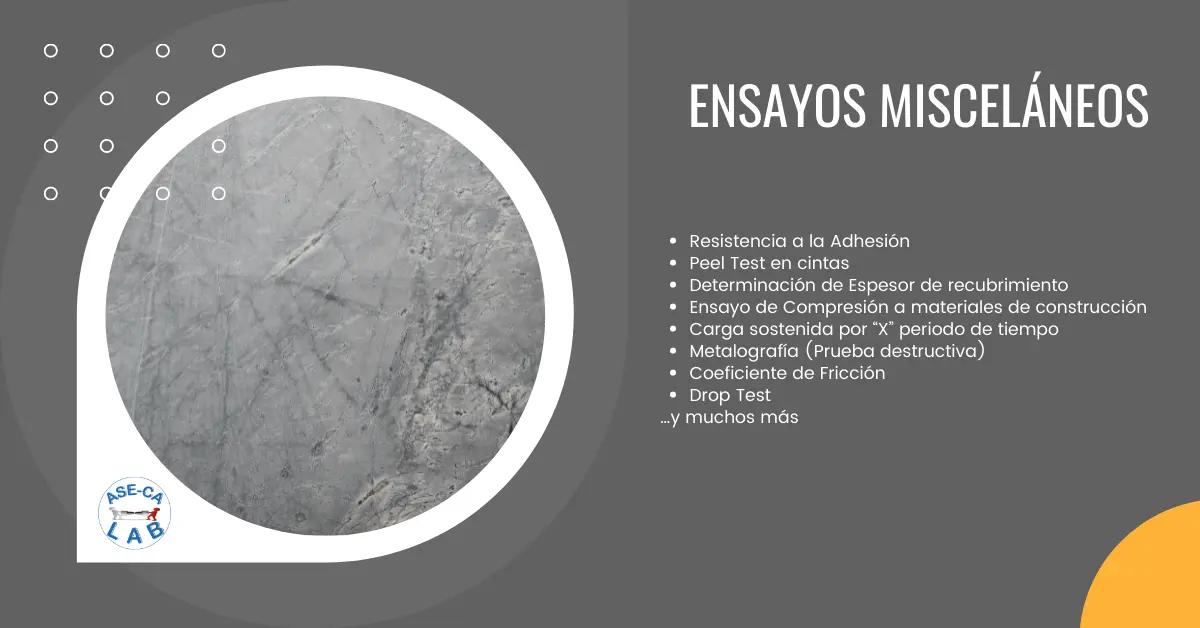 ENSAYOS MISCELÁNEOS
Resistencia a la Adhesión
Peel Test en cintas
Determinación de Espesor de recubrimiento
Ensayo de Compresión a materiales de construcción
Carga sostenida por “X” periodo de tiempo
Metalografía (Prueba destructiva)
Coeficiente de Fricción
Drop Test
...y muchos más
ASE-CA
LAB